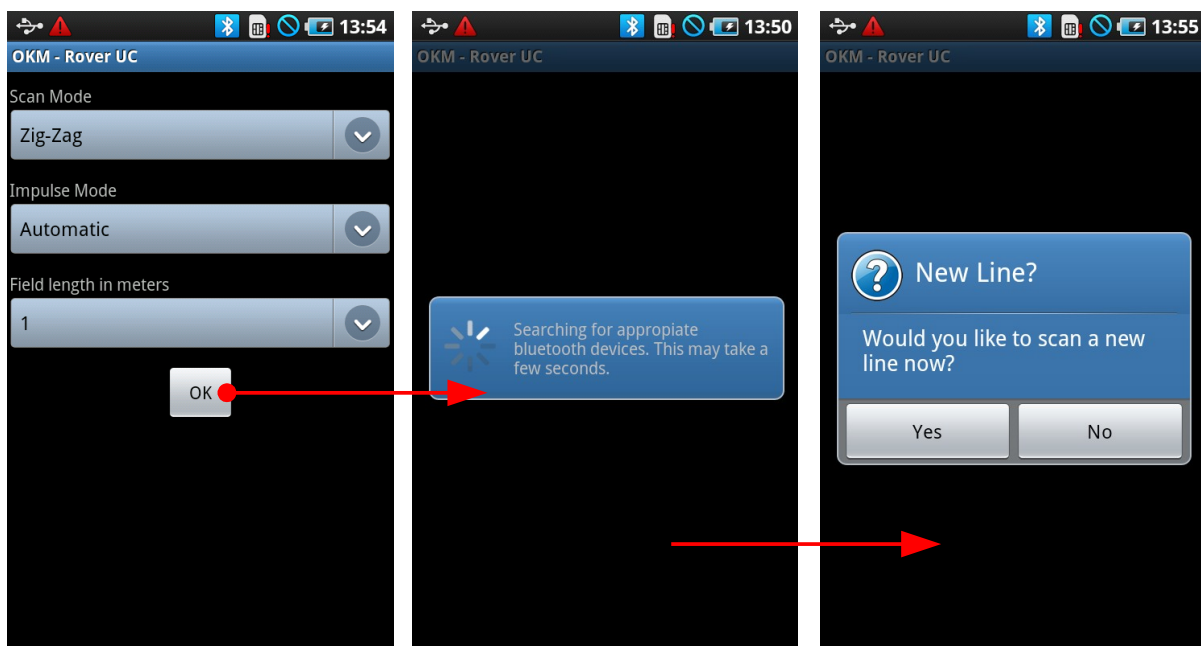 13:54
OKM - Rover UC
Scan Mode
Zig-Zag
Impulse Mode
Automatic
Field length in meters
1
OK
13:50
OKM - Rover UC
Searching for appropiate
bluetooth devices. This may take a
few seconds.
13:55
OKM - Rover UC
New Line?
Would you like to scan a new
line now?
Yes
No